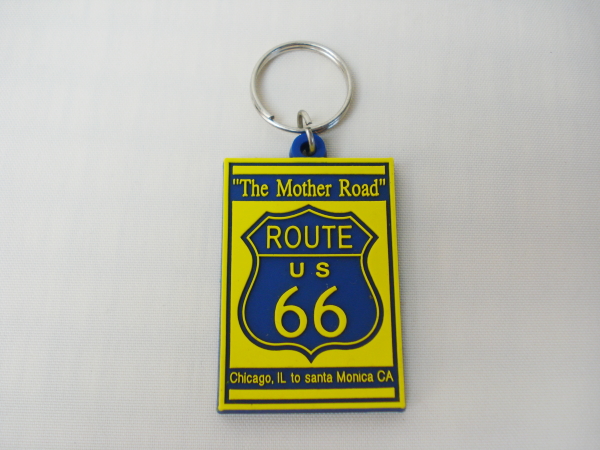 "The Mother Road"
ROUTE
US
66
Chicago, IL to santa Monica CA